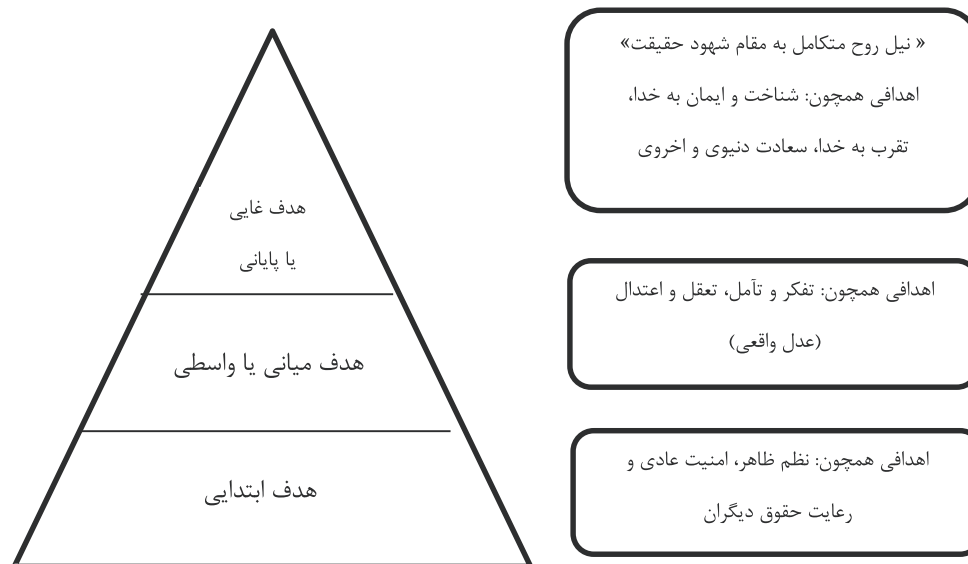 « نیل روح متکامل به مقام شهود حقیقت»
اهدافی همچون: شناخت و ایمان به خدا،
تقرب به خدا، سعادت دنیوی و اخروی
هدف غایی
یا پایانی
اهدافی همچون: تفکر و تآمل، تعقل و اعتدال
(عدل واقعی)
هدف میانی یا واسطی
اهدافی همچون: نظم ظاهر، امنیت عادی و
رعایت حقوق دیگران
هدف ابتدایی